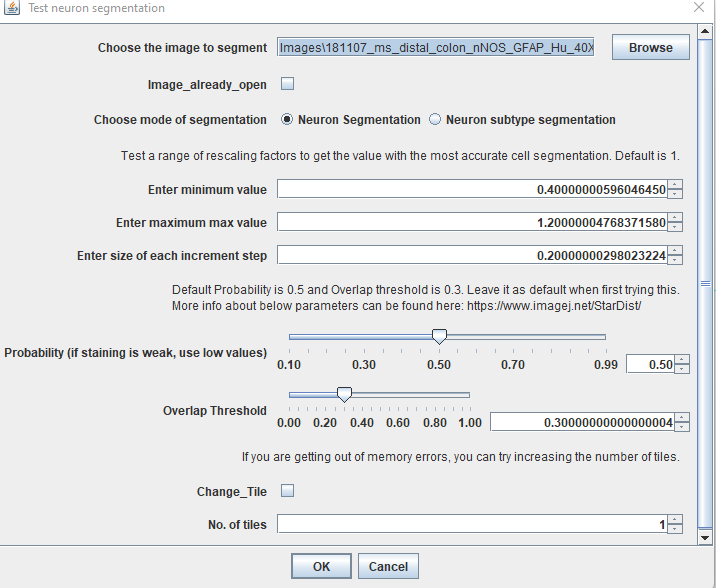 Test neuron segmentation
Choose the image to segment Images\181107_ms_distal_colon_nNOS_GFAP_Hu_40X Browse
Image_already_open
Choose mode of segmentation Neuron Segmentation Neuron subtype segmentation
Test a range of rescaling factors to get the value with the most accurate cell segmentation. Default is 1.
Enter minimum value 0.40000000596046450
Enter maximum max value 1.20000004768371580
Enter size of each increment step 0.20000000298023224
Default Probability is 0.5 and Overlap threshold is 0.3. Leave it as default when first trying this.
More info about below parameters can be found here: https://www.imagej.net/StarDist/
Probability (if staining is weak, use low values) 0.50
0.10 0.30 0.50 0.70 0.99
Overlap Threshold
0.00 0.20 0.40 0.60 0.80 1.00 0.30000000000000004
If you are getting out of memory errors, you can try increasing the number of tiles.
Change_Tile
No. of tiles 1
OK Cancel